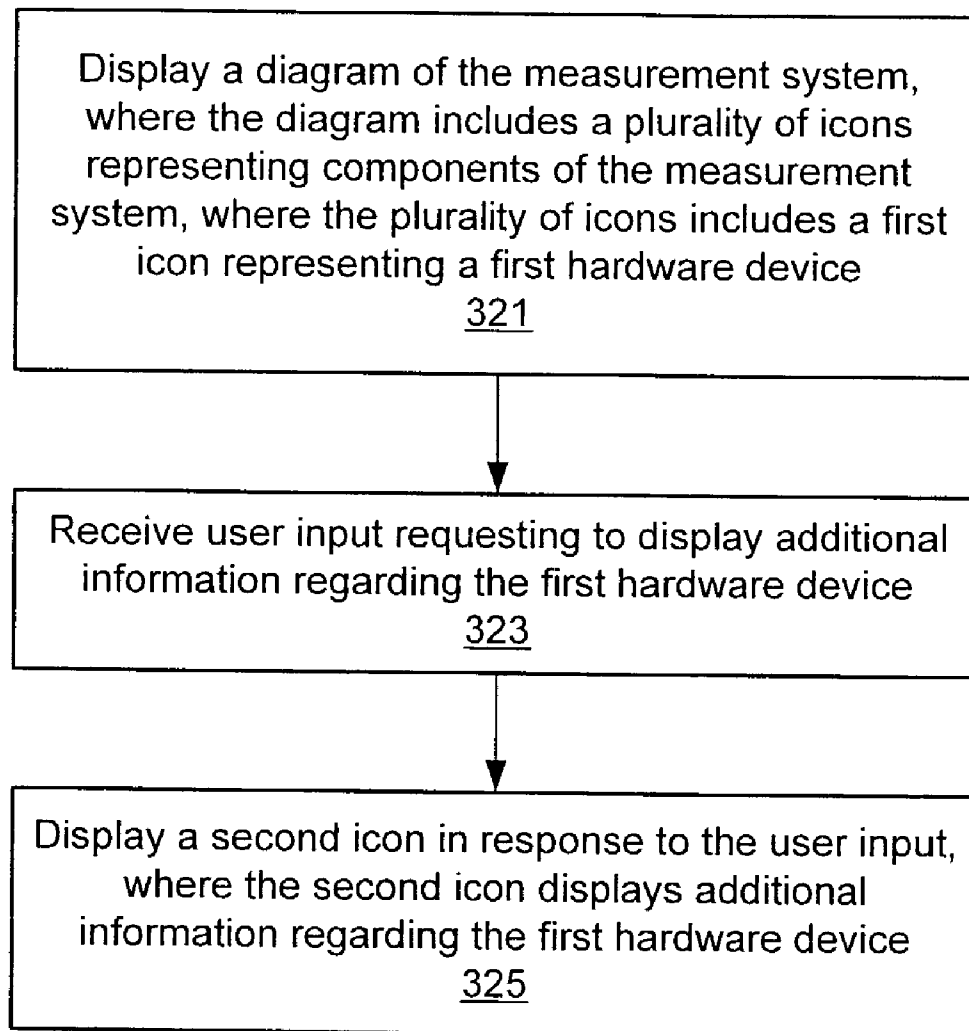 Display a diagram of the measurement system,
where the diagram includes a plurality of icons
representing components of the measurement
system, where the plurality of icons includes a first
icon representing a first hardware device
321
Receive user input requesting to display additional
information regarding the first hardware device
323
Display a second icon in response to the user input,
where the second icon displays additional
information regarding the first hardware device
325